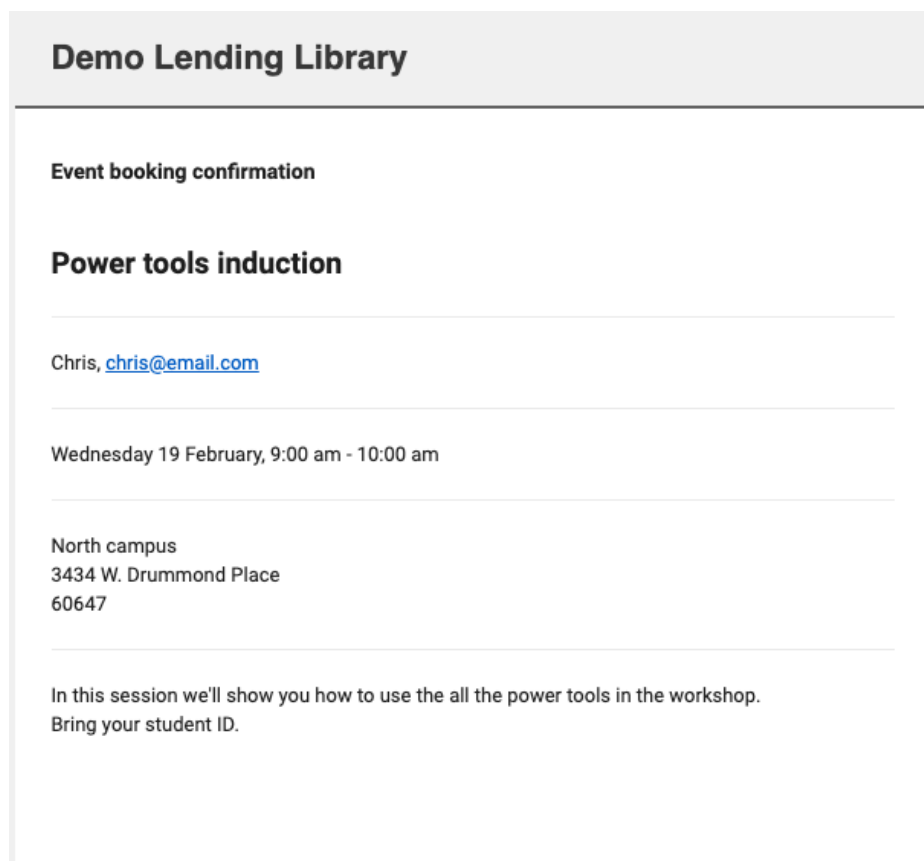 Demo Lending Library
Event booking confirmation
Power tools induction
Chris, chris@email.com
Wednesday 19 February, 9:00 am - 10:00 am
North campus
3434 W. Drummond Place
60647
In this session we'll show you how to use the all the power tools in the workshop.
Bring your student ID.